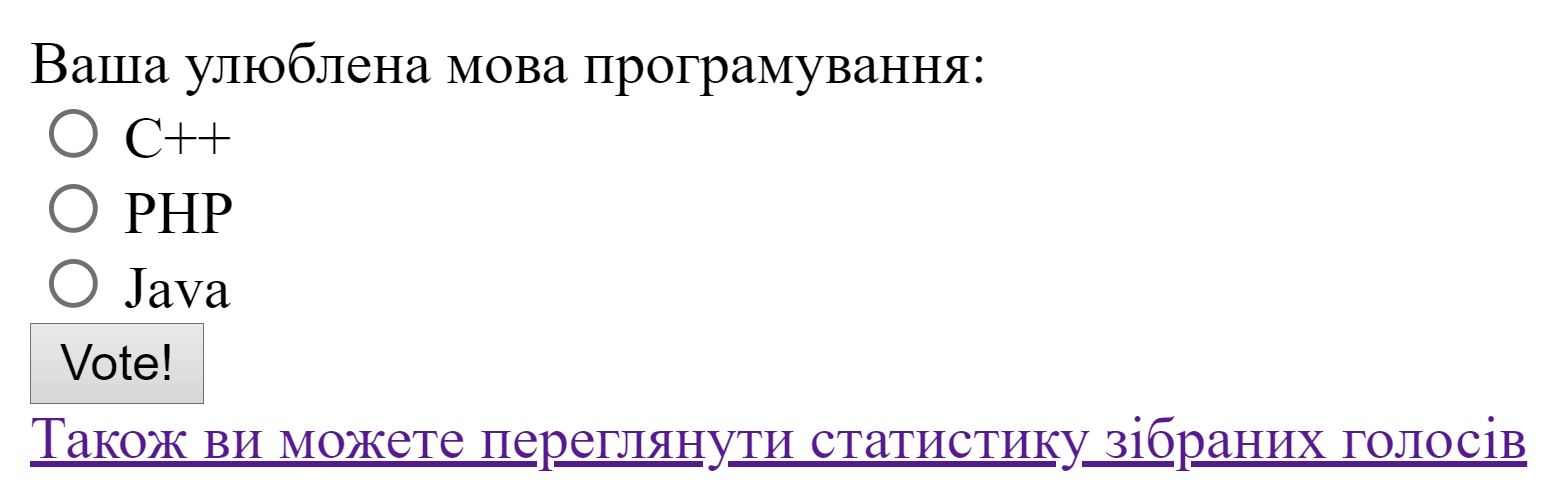 Ваша улюблена мова програмування:
C++
PHP
Java
Vote!
Також ви можете переглянути статистику зібраних голосів